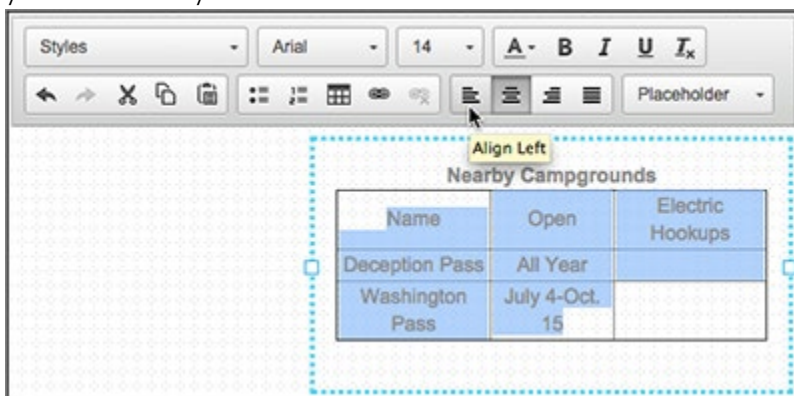 Styles Arial 14 A B I U Ix
Placeholder
Align Left
Nearby Campgrounds
Name Open Electric Hookups
Deception Pass All Year
Washington Pass July 4-Oct. 15